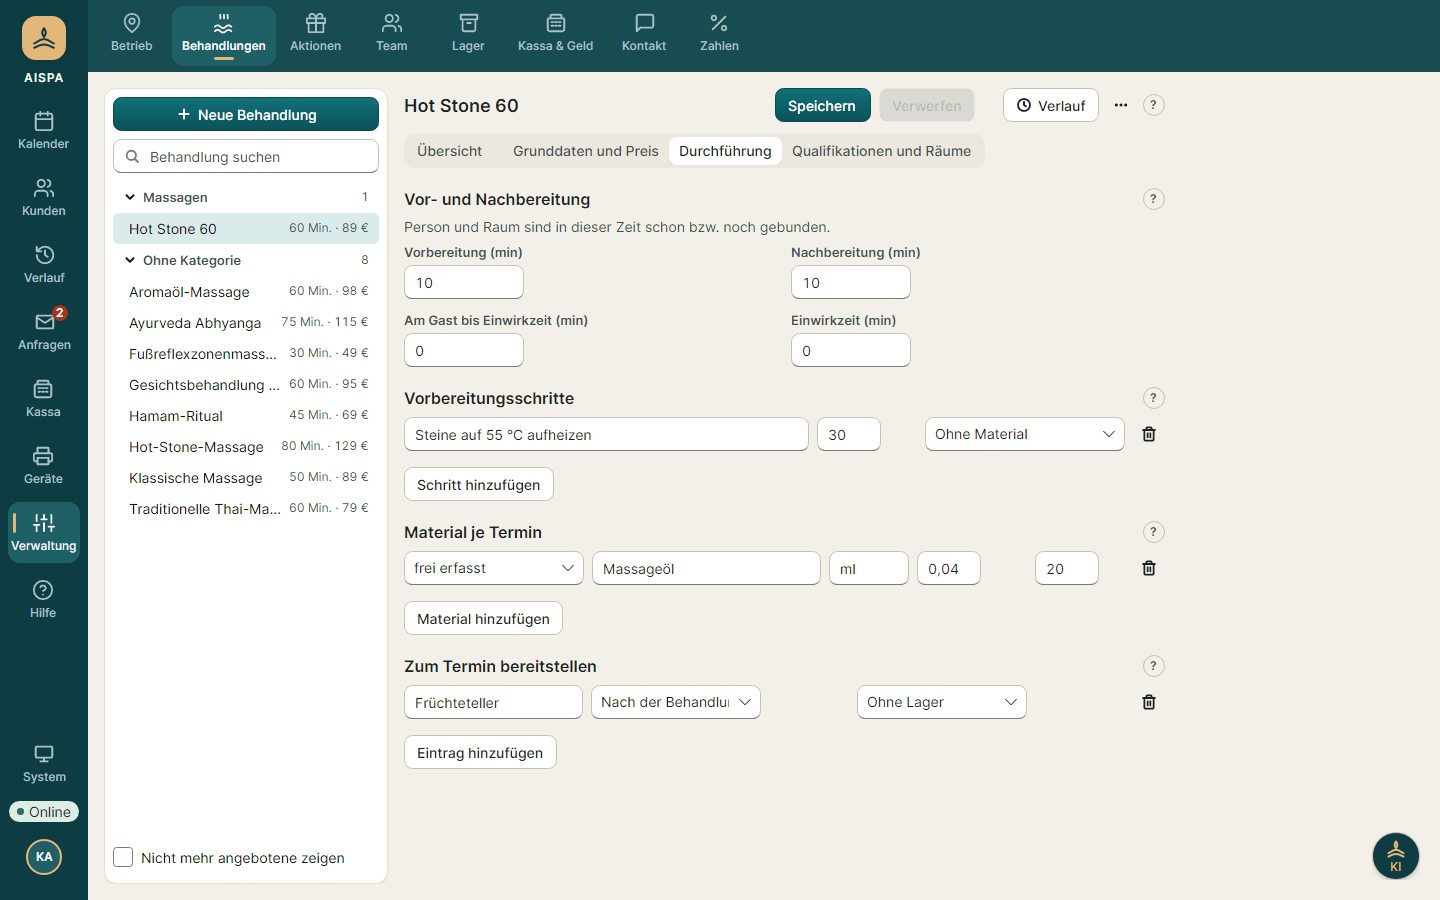 AISPA
Kalender
Kunden
Verlauf
Anfragen
2
Kassa
Geräte
Verwaltung
Hilfe
System
Online
KA
Betrieb
Behandlungen
Aktionen
Team
Lager
Kassa & Geld
Kontakt
Zahlen
Neue Behandlung
Behandlung suchen
Massagen 1
Hot Stone 60 60 Min. · 89 €
Ohne Kategorie 8
Aromaöl-Massage 60 Min. · 98 €
Ayurveda Abhyanga 75 Min. · 115 €
Fußreflexzonenmass... 30 Min. · 49 €
Gesichtsbehandlung ... 60 Min. · 95 €
Hamam-Ritual 45 Min. · 69 €
Hot-Stone-Massage 80 Min. · 129 €
Klassische Massage 50 Min. · 89 €
Traditionelle Thai-Ma... 60 Min. · 79 €
Nicht mehr angebotene zeigen
Hot Stone 60
Speichern
Verwerfen
Verlauf
?
Übersicht
Grunddaten und Preis
Durchführung
Qualifikationen und Räume
Vor- und Nachbereitung
?
Person und Raum sind in dieser Zeit schon bzw. noch gebunden.
Vorbereitung (min) Nachbereitung (min)
10 10
Am Gast bis Einwirkzeit (min) Einwirkzeit (min)
0 0
Vorbereitungsschritte
?
Steine auf 55 °C aufheizen 30 Ohne Material
Schritt hinzufügen
Material je Termin
?
frei erfasst Massageöl ml 0,04 20
Material hinzufügen
Zum Termin bereitstellen
?
Früchteteller Nach der Behandlu Ohne Lager
Eintrag hinzufügen
KI